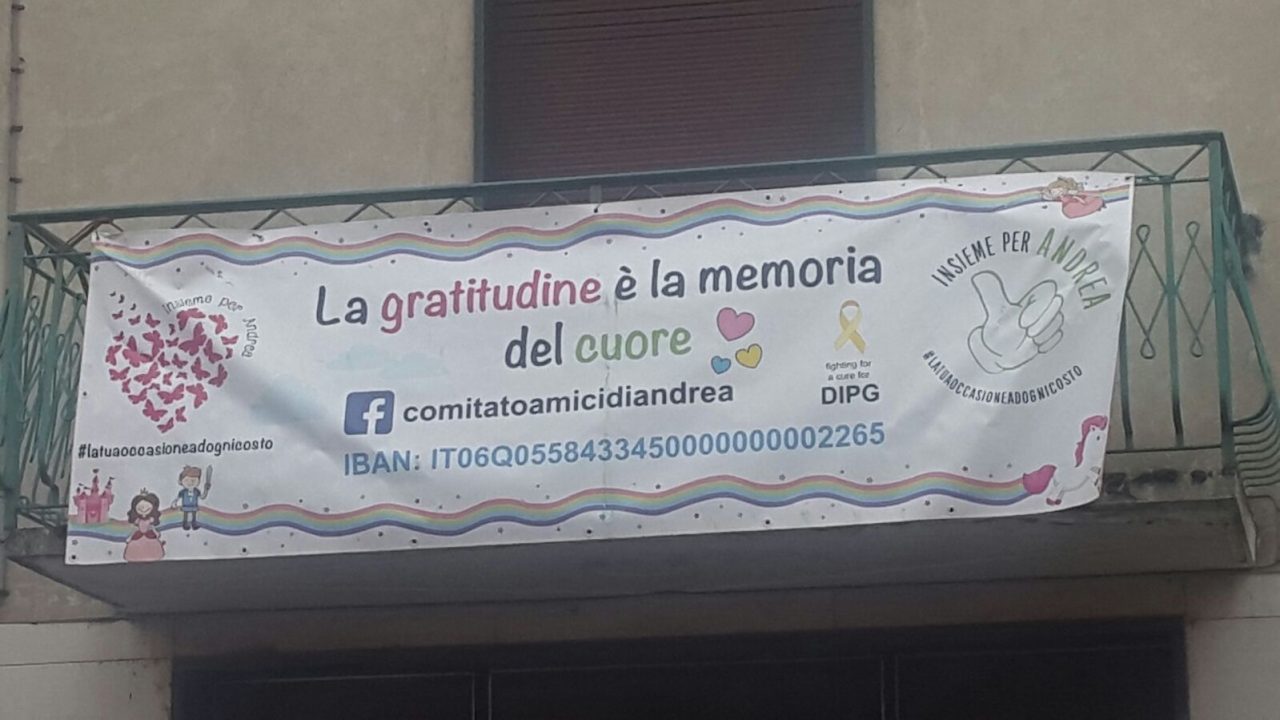 Insieme per Andrea
#latuaoccasioneadognicosto
La gratitudine è la memoria
del cuore
comitatoamicidiandrea
IBAN: IT06Q0558433450000000002265
fighting for
a cure for
DIPG
INSIEME PER ANDREA
#LATUAOCCASIONEADOGNICOSTO